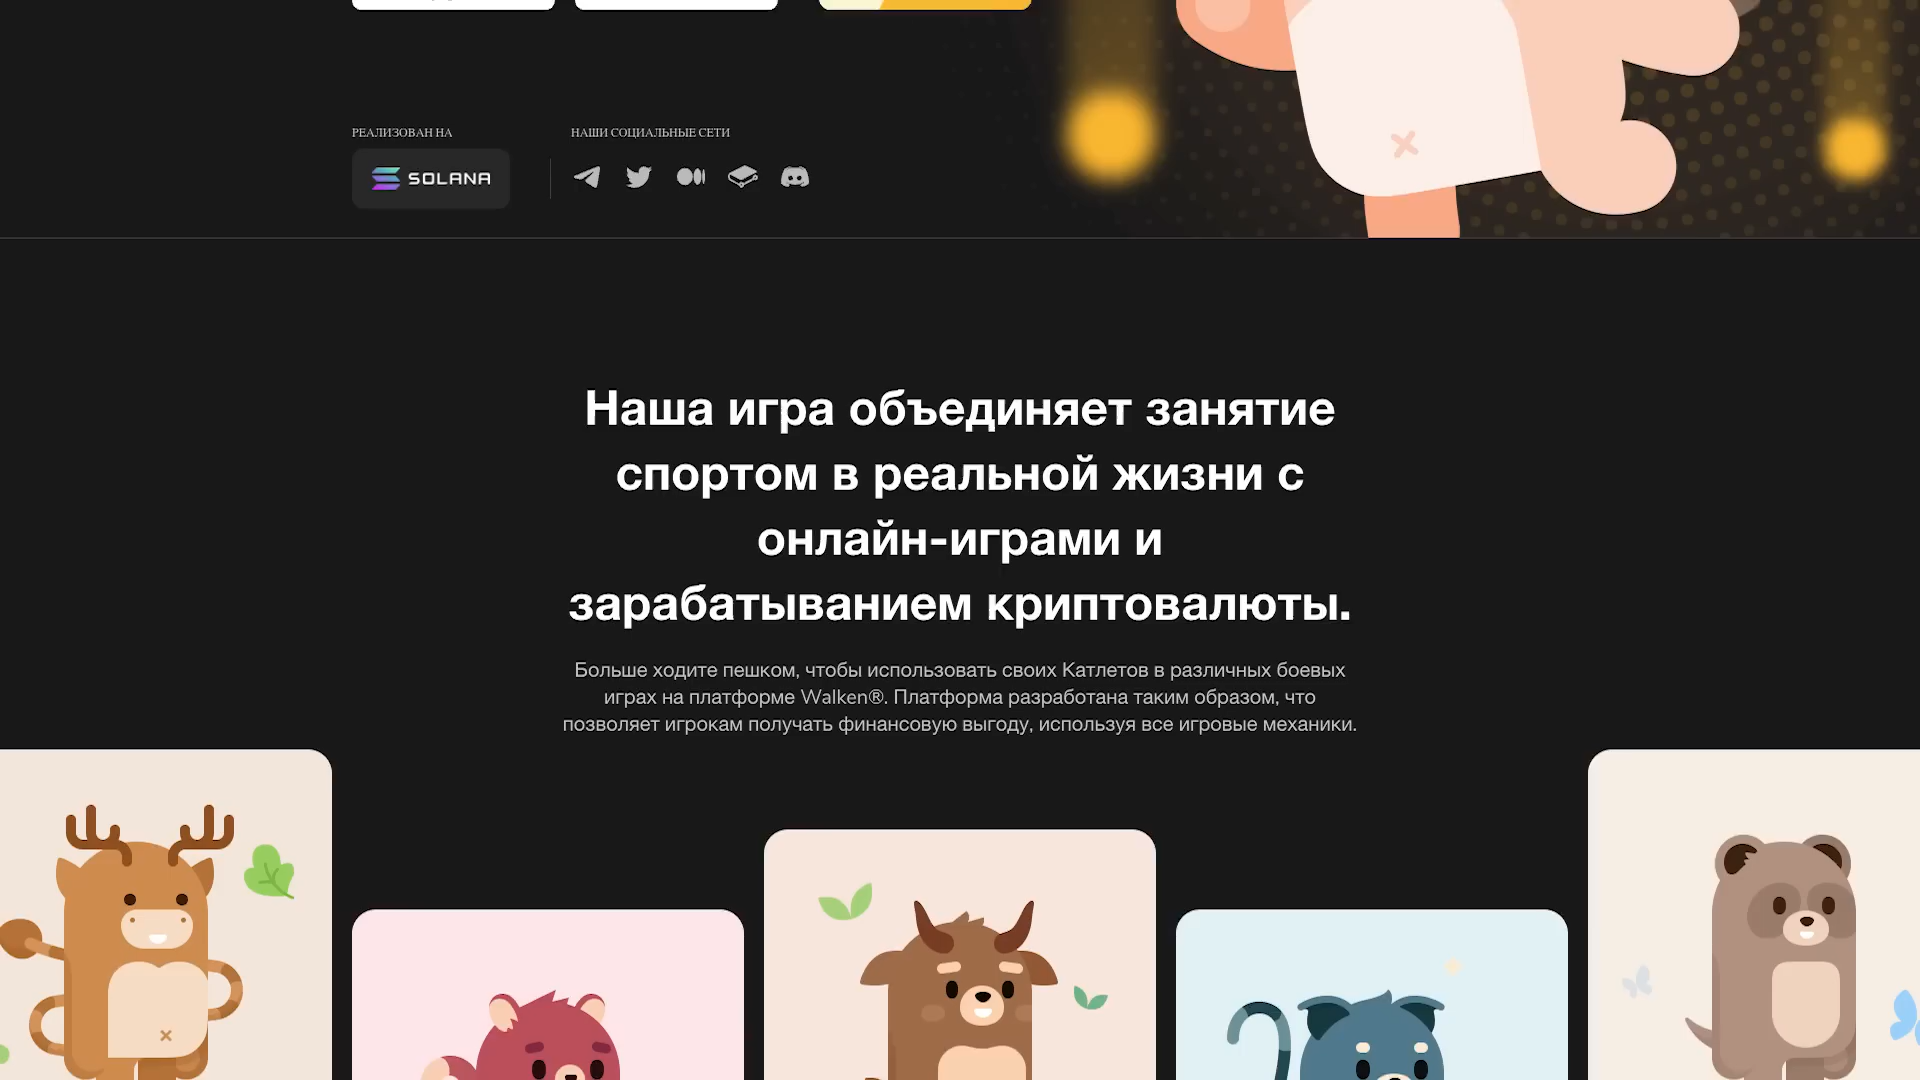 РЕАЛИЗОВАН НА
НАШИ СОЦИАЛЬНЫЕ СЕТИ
SOLANA
Наша игра объединяет занятие
спортом в реальной жизни с
онлайн-играми и
зарабатыванием криптовалюты.
Больше ходите пешком, чтобы использовать своих Катлетов в различных боевых
играх на платформе Walken®. Платформа разработана таким образом, что
позволяет игрокам получать финансовую выгоду, используя все игровые механики.